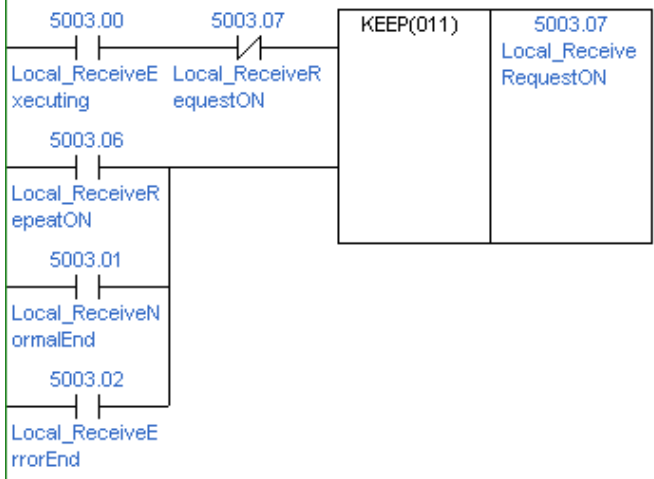 5003.00 5003.07 KEEP(011) 5003.07
Local_ReceiveE Local_ReceiveR Local_Receive
xecuting equestON RequestON
5003.06
Local_ReceiveR
epeatON
5003.01
Local_ReceiveN
ormalEnd
5003.02
Local_ReceiveE
rrorEnd